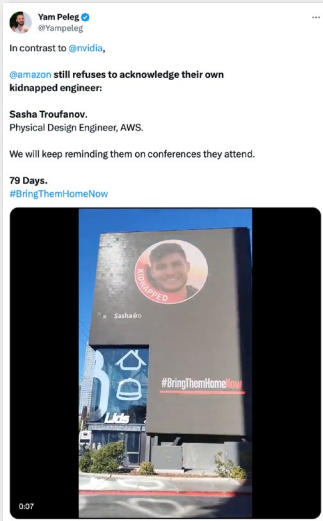 Yam Peleg
@Yampeleg
In contrast to @nvidia,
@amazon still refuses to acknowledge their own
kidnapped engineer:
Sasha Troufanov.
Physical Design Engineer, AWS.
We will keep reminding them on conferences they attend.
79 Days.
#BringThemHomeNow
KIDNAPPED
Sasha
#BringThemHomeNow
0:07